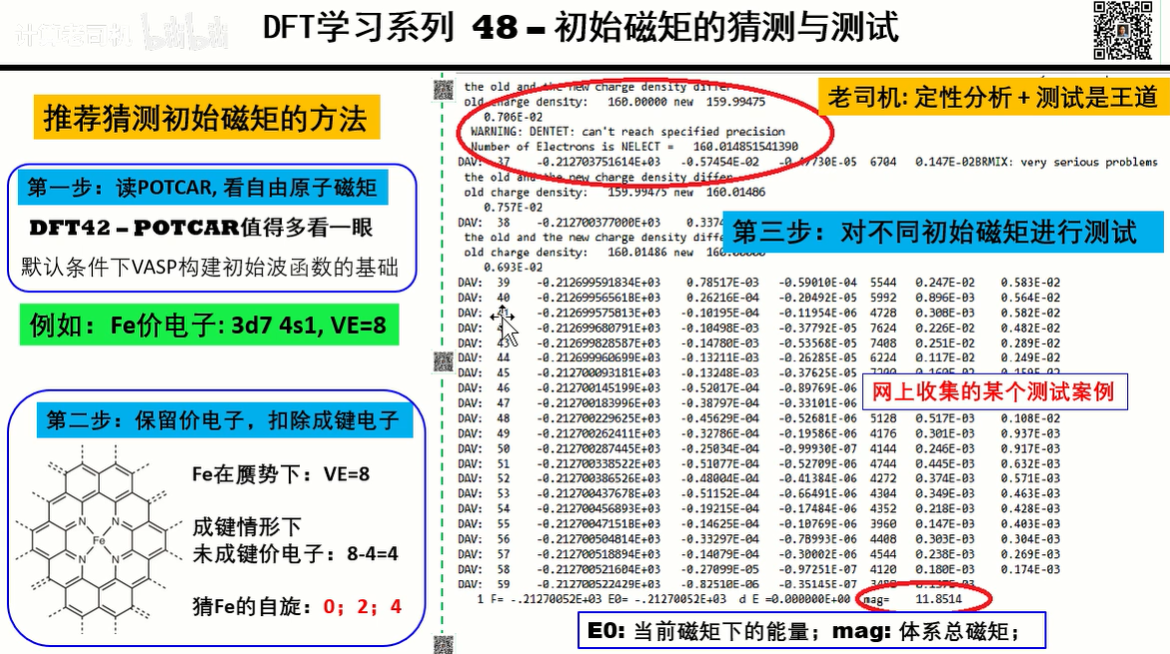 DFT学习系列 48 – 初始磁矩的猜测与测试
推荐猜测初始磁矩的方法
第一步：读POTCAR, 看自由原子磁矩
DFT42 – POTCAR值得多看一眼
默认条件下VASP构建初始波函数的基础
例如：Fe价电子: 3d7 4s1, VE=8
第二步：保留价电子，扣除成键电子
N N
Fe
N N
Fe在赝势下：VE=8
成键情形下
未成键价电子：8-4=4
猜Fe的自旋：0；2；4
老司机: 定性分析 + 测试是王道
the old and the new charge density differ
old charge density: 160.00000 new 159.99475
0.706E-02
WARNING: DENTET: can't reach specified precision
Number of Electrons is NELECT = 160.014851541390
DAV: 37 -0.212703751614E+03 -0.57454E-02 6704 0.147E-02BRMIX: very serious problems
the old and the new charge density differ
old charge density: 159.99475 new 160.01486
0.757E-02
DAV: 38 -0.212700377000E+03
the old and the new charge density
old charge density: 160.01486 new
0.693E-02
第三步：对不同初始磁矩进行测试
DAV: 39 -0.212699591834E+03 0.78517E-03 -0.59010E-04 5544 0.247E-02 0.583E-02
DAV: 40 -0.212699565618E+03 0.26216E-04 -0.20492E-05 5992 0.896E-03 0.564E-02
DAV: -0.212699575813E+03 -0.10195E-04 -0.11954E-06 4728 0.308E-03 0.582E-02
DAV: -0.212699680791E+03 -0.10498E-03 -0.37792E-05 7624 0.226E-02 0.482E-02
DAV: 43 -0.212699828587E+03 -0.14780E-03 -0.53568E-05 7408 0.251E-02 0.289E-02
DAV: 44 -0.212699960699E+03 -0.13211E-03 -0.26285E-05 6224 0.117E-02 0.249E-02
DAV: 45 -0.212700093181E+03 -0.13248E-03 -0.37625E-05
DAV: 46 -0.212700145199E+03 -0.52017E-04 -0.89769E-06
DAV: 47 -0.212700183996E+03 -0.38797E-04 -0.33101E-06
网上收集的某个测试案例
DAV: 48 -0.212700229625E+03 -0.45629E-04 -0.52681E-06 5128 0.517E-03 0.108E-02
DAV: 49 -0.212700262411E+03 -0.32786E-04 -0.19586E-06 4176 0.301E-03 0.937E-03
DAV: 50 -0.212700287445E+03 -0.25034E-04 -0.99930E-07 4144 0.246E-03 0.917E-03
DAV: 51 -0.212700338522E+03 -0.51077E-04 -0.52709E-06 4744 0.445E-03 0.632E-03
DAV: 52 -0.212700386526E+03 -0.48004E-04 -0.41384E-06 4272 0.374E-03 0.571E-03
DAV: 53 -0.212700437678E+03 -0.51152E-04 -0.66491E-06 4304 0.349E-03 0.463E-03
DAV: 54 -0.212700456893E+03 -0.19215E-04 -0.17484E-06 4352 0.218E-03 0.428E-03
DAV: 55 -0.212700471518E+03 -0.14625E-04 -0.10769E-06 3960 0.147E-03 0.403E-03
DAV: 56 -0.212700504814E+03 -0.33297E-04 -0.78993E-06 4408 0.303E-03 0.304E-03
DAV: 57 -0.212700518894E+03 -0.14079E-04 -0.30002E-06 4544 0.238E-03 0.269E-03
DAV: 58 -0.212700521604E+03 -0.27099E-05 -0.97251E-07 4120 0.180E-03 0.174E-03
DAV: 59 -0.212700522429E+03 -0.82510E-06 -0.35145E-07
1 F= -.21270052E+03 E0= -.21270052E+03 d E =0.000000E+00 mag= 11.8514
E0: 当前磁矩下的能量；mag: 体系总磁矩；